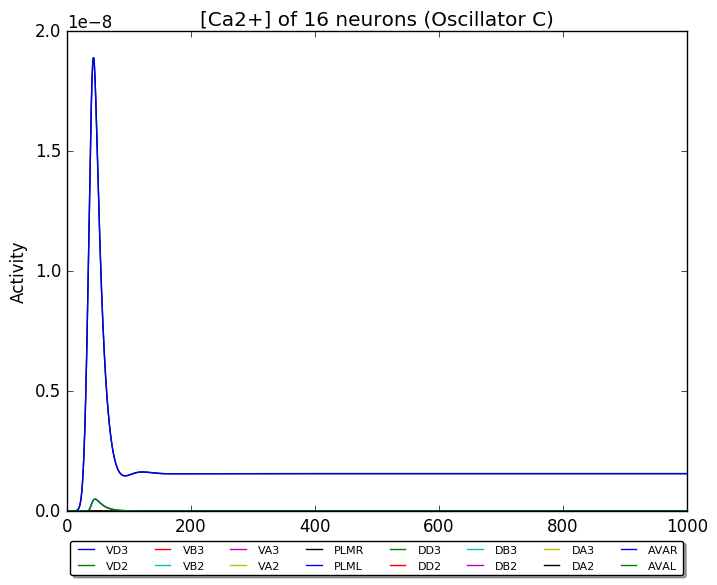 [Ca2+] of 16 neurons (Oscillator C)
1e−8
2.0
1.5
1.0
0.5
0.0
Activity
0 200 400 600 800 1000
VD3 VB3 VA3 PLMR DD3 DB3 DA3 AVAR
VD2 VB2 VA2 PLML DD2 DB2 DA2 AVAL